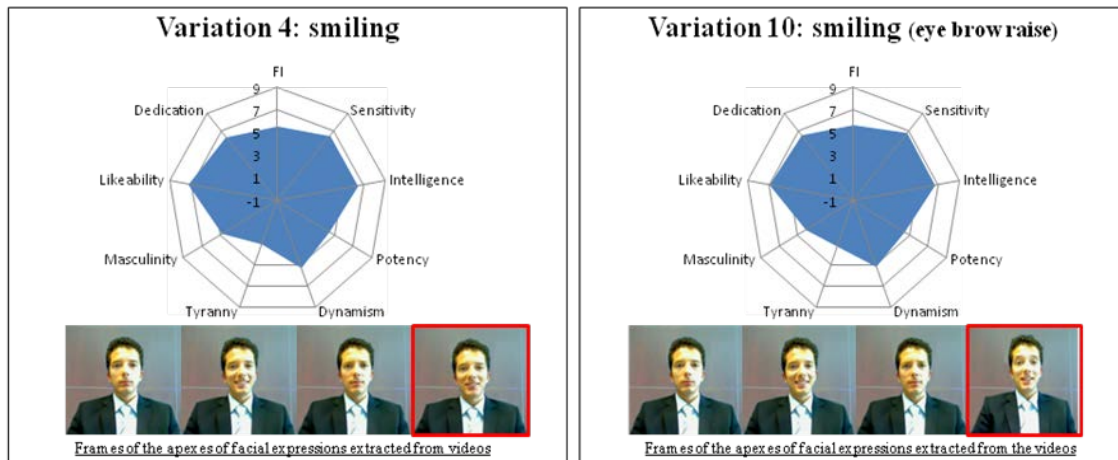 Variation 4: smiling
FI
9
7
5
3
1
-1
Dedication
Sensitivity
Likeability
Intelligence
Masculinity
Potency
Tyranny
Dynamism
Frames of the apexes of facial expressions extracted from videos
Variation 10: smiling (eye brow raise)
FI
9
7
5
3
1
-1
Dedication
Sensitivity
Likeability
Intelligence
Masculinity
Potency
Tyranny
Dynamism
Frames of the apexes of facial expressions extracted from the videos